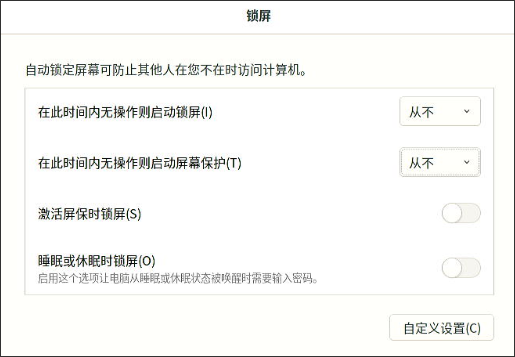 锁屏
自动锁定屏幕可防止其他人在您不在时访问计算机。
在此时间内无操作则启动锁屏(I)
从不
在此时间内无操作则启动屏幕保护(T)
从不
激活屏保时锁屏(S)
睡眠或休眠时锁屏(O)
启用这个选项让电脑从睡眠或休眠状态被唤醒时需要输入密码。
自定义设置(C)